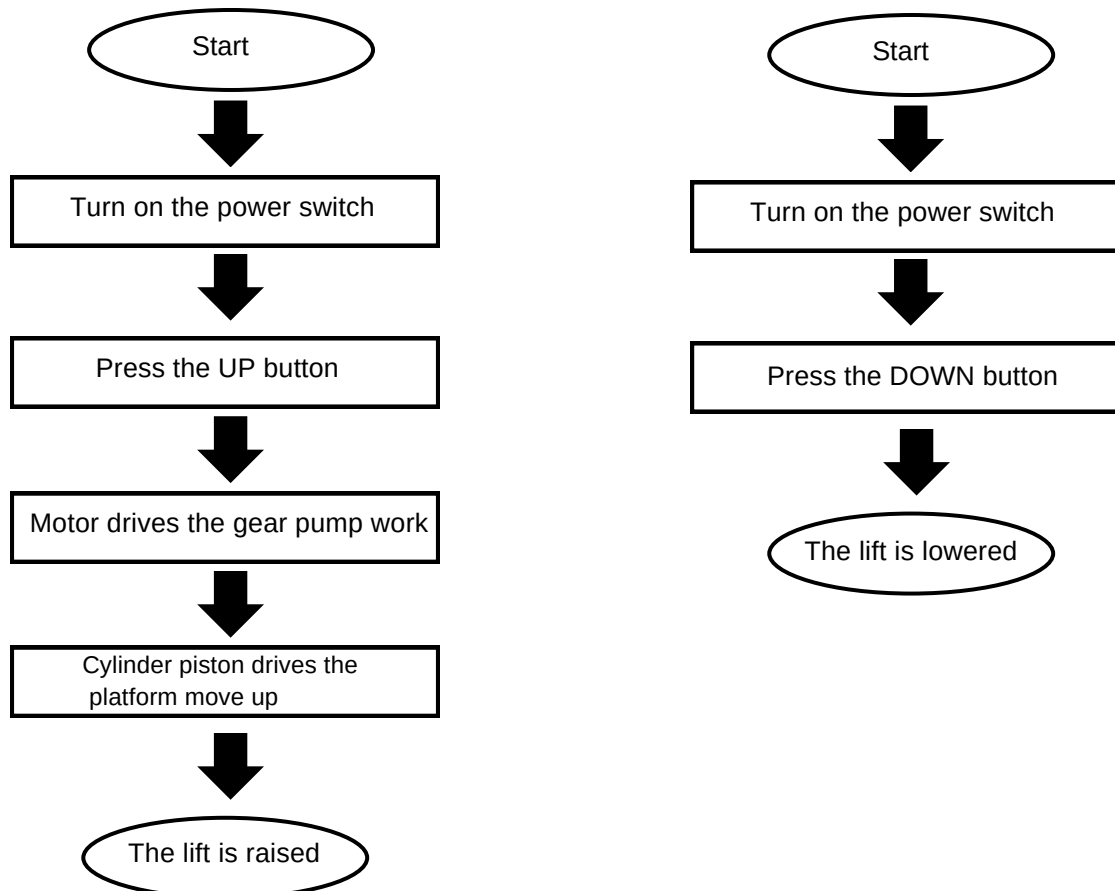 Start
Turn on the power switch
Press the UP button
Motor drives the gear pump work
Cylinder piston drives the
platform move up
The lift is raised
Start
Turn on the power switch
Press the DOWN button
The lift is lowered